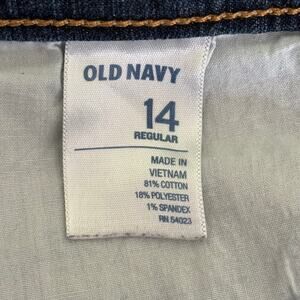 OLD NAVY
14
REGULAR
MADE IN
VIETNAM
81% COTTON
18% POLYESTER
1% SPANDEX
RN 54023